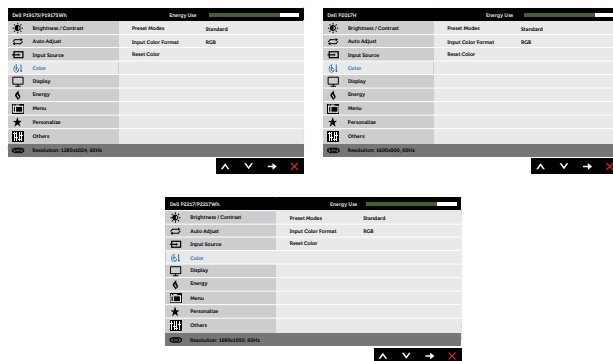 Dell P1917S/P1917SWh Energy Use
Brightness / Contrast Preset Modes Standard
Auto Adjust Input Color Format RGB
Input Source Reset Color
Color
Display
Energy
Menu
Personalize
Others
Resolution: 1280x1024, 60Hz
Dell P2017H Energy Use
Brightness / Contrast Preset Modes Standard
Auto Adjust Input Color Format RGB
Input Source Reset Color
Color
Display
Energy
Menu
Personalize
Others
Resolution: 1600x900, 60Hz
Dell P2217/P2217Wh Energy Use
Brightness / Contrast Preset Modes Standard
Auto Adjust Input Color Format RGB
Input Source Reset Color
Color
Display
Energy
Menu
Personalize
Others
Resolution: 1680x1050, 60Hz